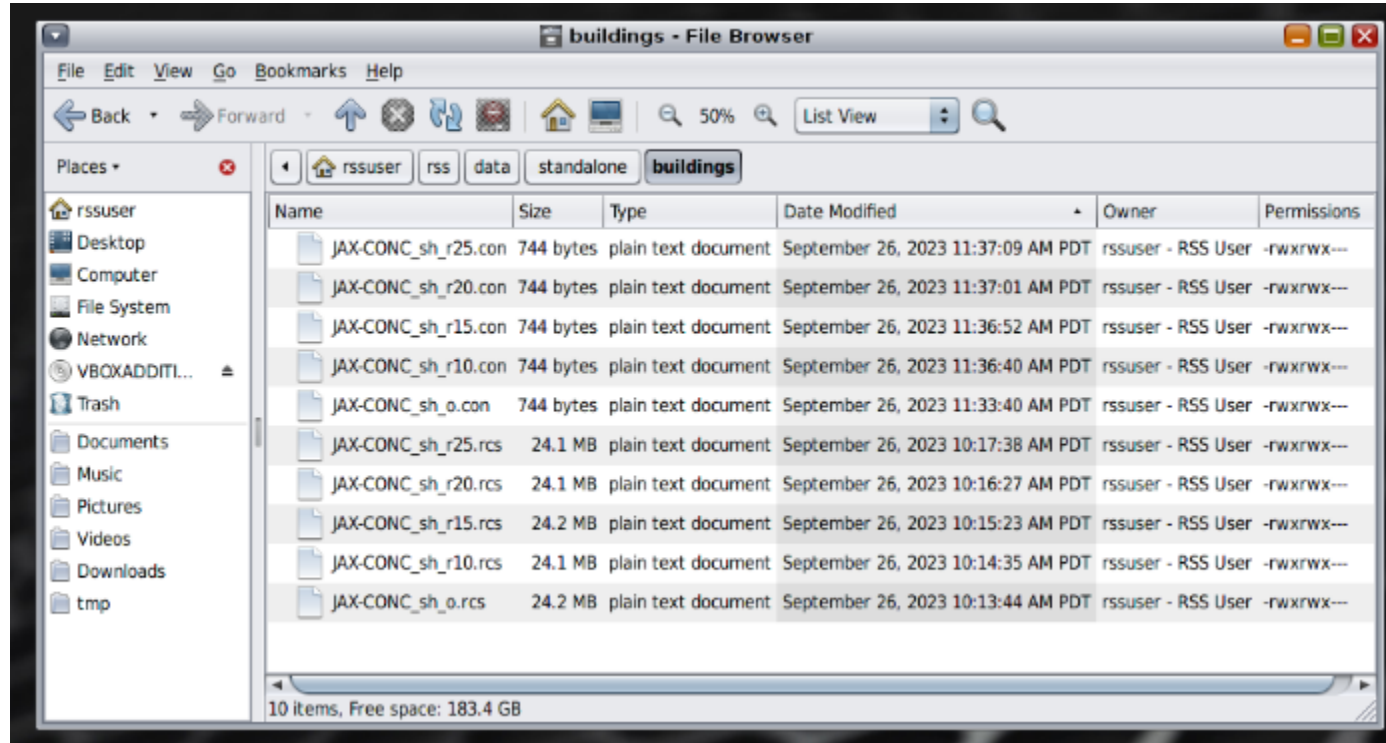 buildings - File Browser
File Edit View Go Bookmarks Help
Back Forward 50% List View
Places rssuser rss data standalone buildings
rssuser
Desktop
Computer
File System
Network
VBOXADDITI...
Trash
Documents
Music
Pictures
Videos
Downloads
tmp
Name Size Type Date Modified Owner Permissions
JAX-CONC_sh_r25.con 744 bytes plain text document September 26, 2023 11:37:09 AM PDT rssuser - RSS User -rwxrwx---
JAX-CONC_sh_r20.con 744 bytes plain text document September 26, 2023 11:37:01 AM PDT rssuser - RSS User -rwxrwx---
JAX-CONC_sh_r15.con 744 bytes plain text document September 26, 2023 11:36:52 AM PDT rssuser - RSS User -rwxrwx---
JAX-CONC_sh_r10.con 744 bytes plain text document September 26, 2023 11:36:40 AM PDT rssuser - RSS User -rwxrwx---
JAX-CONC_sh_o.con 744 bytes plain text document September 26, 2023 11:33:40 AM PDT rssuser - RSS User -rwxrwx---
JAX-CONC_sh_r25.rcs 24.1 MB plain text document September 26, 2023 10:17:38 AM PDT rssuser - RSS User -rwxrwx---
JAX-CONC_sh_r20.rcs 24.1 MB plain text document September 26, 2023 10:16:27 AM PDT rssuser - RSS User -rwxrwx---
JAX-CONC_sh_r15.rcs 24.2 MB plain text document September 26, 2023 10:15:23 AM PDT rssuser - RSS User -rwxrwx---
JAX-CONC_sh_r10.rcs 24.1 MB plain text document September 26, 2023 10:14:35 AM PDT rssuser - RSS User -rwxrwx---
JAX-CONC_sh_o.rcs 24.2 MB plain text document September 26, 2023 10:13:44 AM PDT rssuser - RSS User -rwxrwx---
10 items, Free space: 183.4 GB